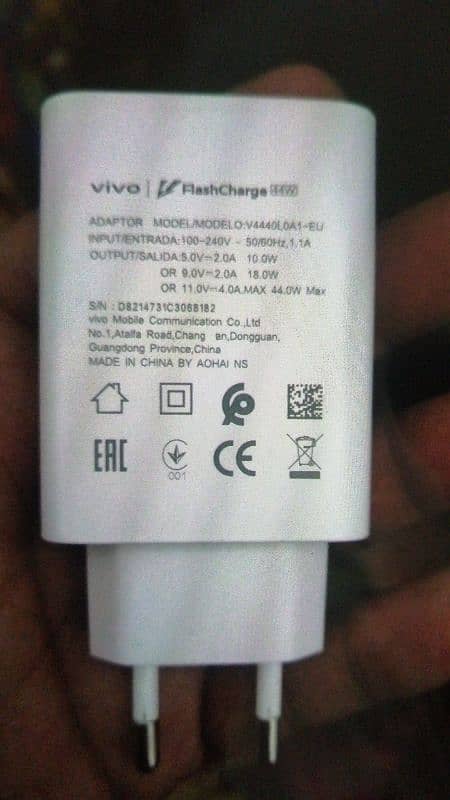 vivo | FlashCharge 44W
ADAPTOR MODEL/MODELO:V4440L0A1-EU
INPUT/ENTRADA:100-240V ~ 50/60Hz,1.1A
OUTPUT/SALIDA:5.0V⎓2.0A 10.0W
OR 9.0V⎓2.0A 18.0W
OR 11.0V⎓4.0A MAX 44.0W Max
S/N : D8214731C3068182
vivo Mobile Communication Co.,Ltd
No.1,Ataifa Road,Chang an,Dongguan,
Guangdong Province,China
MADE IN CHINA BY AOHAI NS
EAC
001
CE